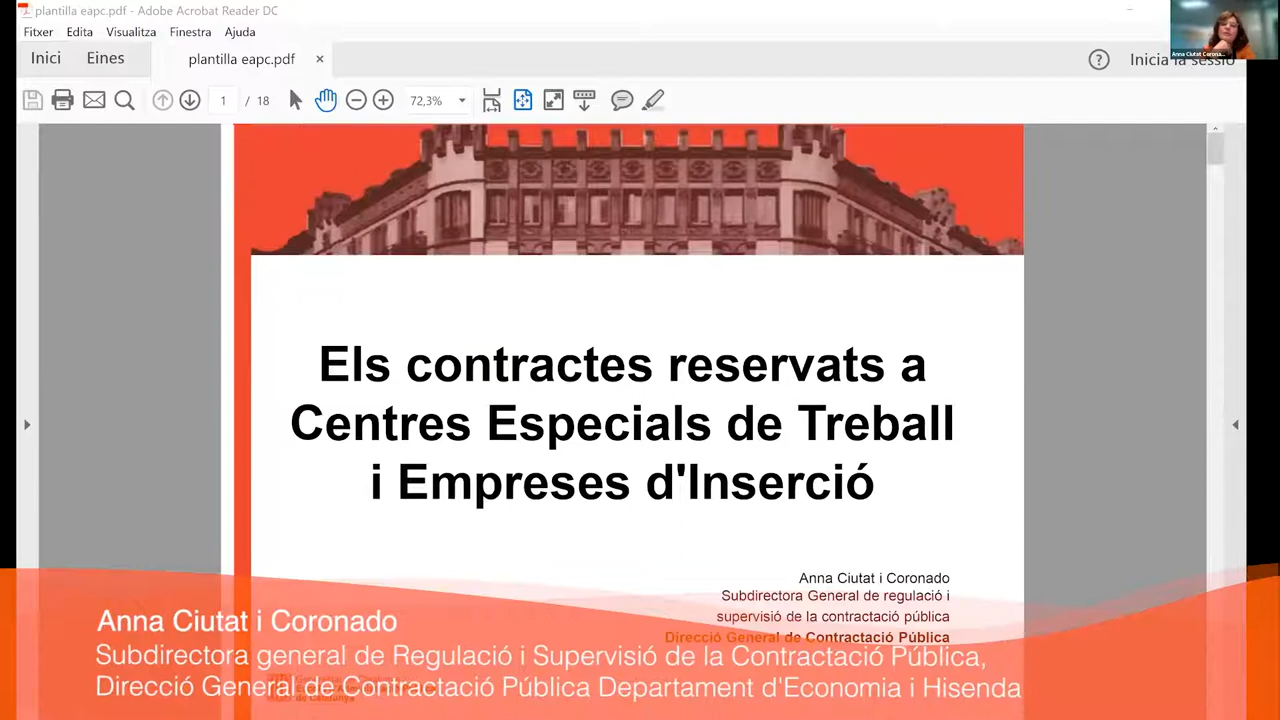 plantilla eapc.pdf - Adobe Acrobat Reader DC
Fitxer Edita Visualitza Finestra Ajuda
Inici Eines plantilla eapc.pdf × Inicia la sessió
Anna Ciutat Corona...
1 / 18 72,3%
Els contractes reservats a
Centres Especials de Treball
i Empreses d'Inserció
Anna Ciutat i Coronado
Subdirectora General de regulació i
supervisió de la contractació pública
Direcció General de Contractació Pública
Anna Ciutat i Coronado
Subdirectora general de Regulació i Supervisió de la Contractació Pública,
Direcció General de Contractació Pública Departament d'Economia i Hisenda